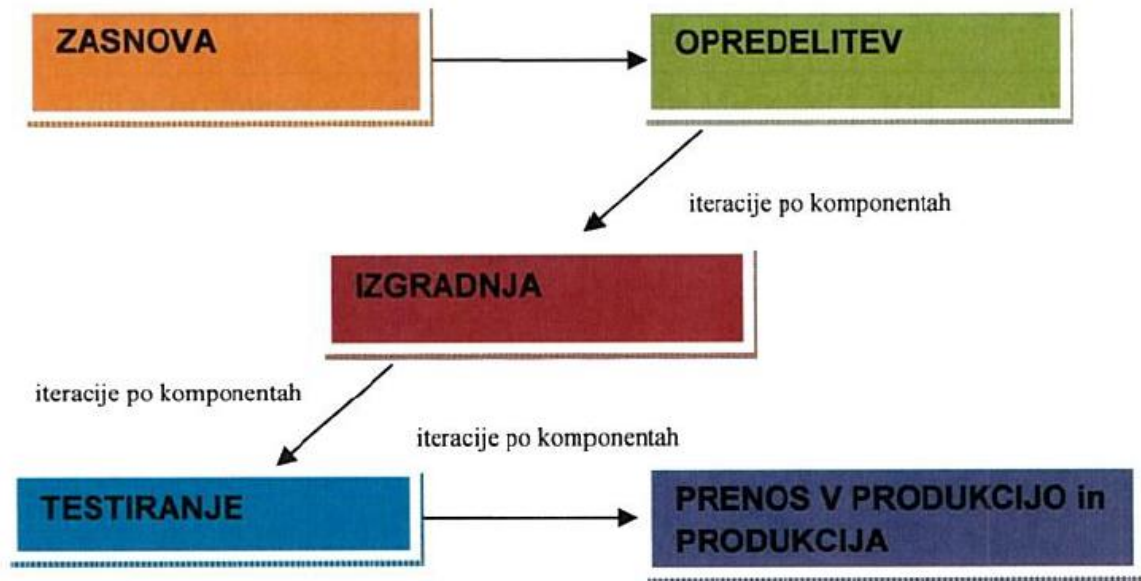 ZASNOVA
OPREDELITEV
iteracije po komponentah
IZGRADNJA
iteracije po komponentah
iteracije po komponentah
TESTIRANJE
PRENOS V PRODUKCIJO in
PRODUKCIJA